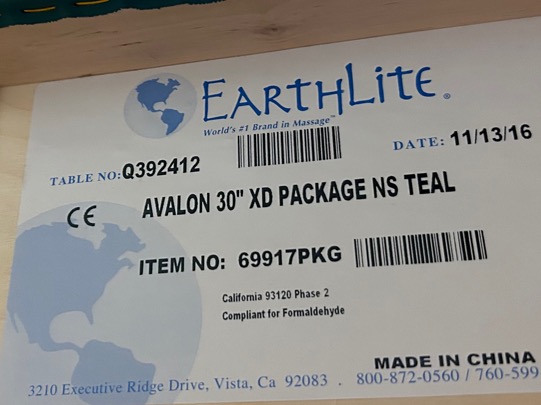 EARTHLITE®
World's #1 Brand in Massage™
TABLE NO: Q392412
DATE: 11/13/16
CE
AVALON 30" XD PACKAGE NS TEAL
ITEM NO: 69917PKG
California 93120 Phase 2
Compliant for Formaldehyde
MADE IN CHINA
3210 Executive Ridge Drive, Vista, Ca 92083 . 800-872-0560 / 760-599